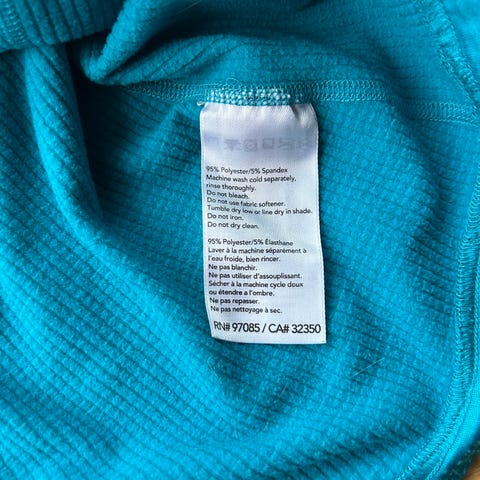 95% Polyester/5% Spandex
Machine wash cold separately,
rinse thoroughly.
Do not bleach.
Do not use fabric softener.
Tumble dry low or line dry in shade.
Do not iron.
Do not dry clean.
95% Polyester/5% Élasthane
Laver à la machine séparément à
l'eau froide, bien rincer.
Ne pas blanchir.
Ne pas utiliser d'assouplissant.
Sécher à la machine cycle doux
ou étendre a l'ombre.
Ne pas repasser.
Ne pas nettoyage à sec.
RN# 97085 / CA# 32350